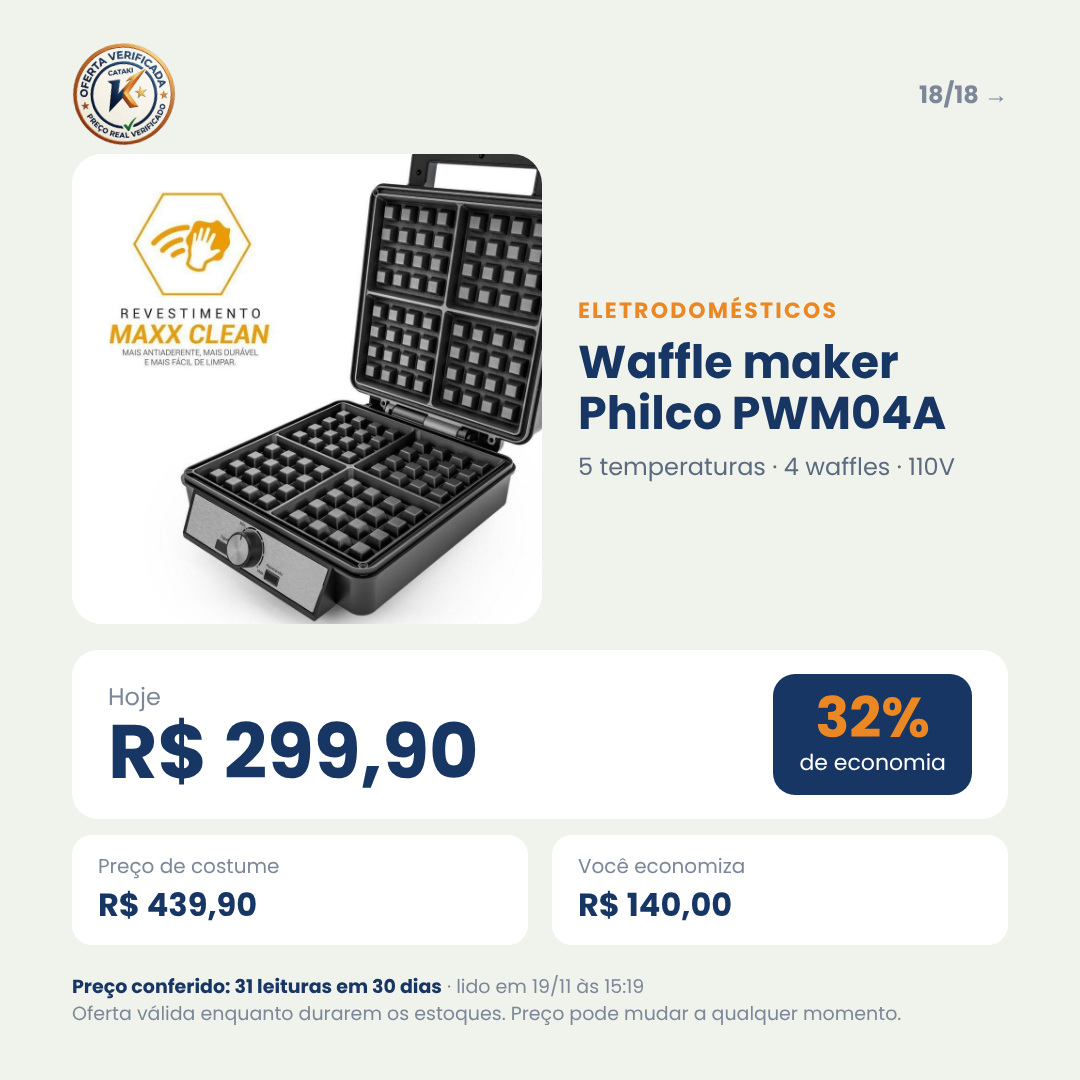 OFERTA VERIFICADA
CATAKI
PREÇO REAL VERIFICADO
18/18 →
REVESTIMENTO
MAXX CLEAN
MAIS ANTIADERENTE, MAIS DURÁVEL
E MAIS FÁCIL DE LIMPAR.
ELETRODOMÉSTICOS
Waffle maker
Philco PWM04A
5 temperaturas · 4 waffles · 110V
Hoje
R$ 299,90
32%
de economia
Preço de costume
R$ 439,90
Você economiza
R$ 140,00
Preço conferido: 31 leituras em 30 dias · lido em 19/11 às 15:19
Oferta válida enquanto durarem os estoques. Preço pode mudar a qualquer momento.